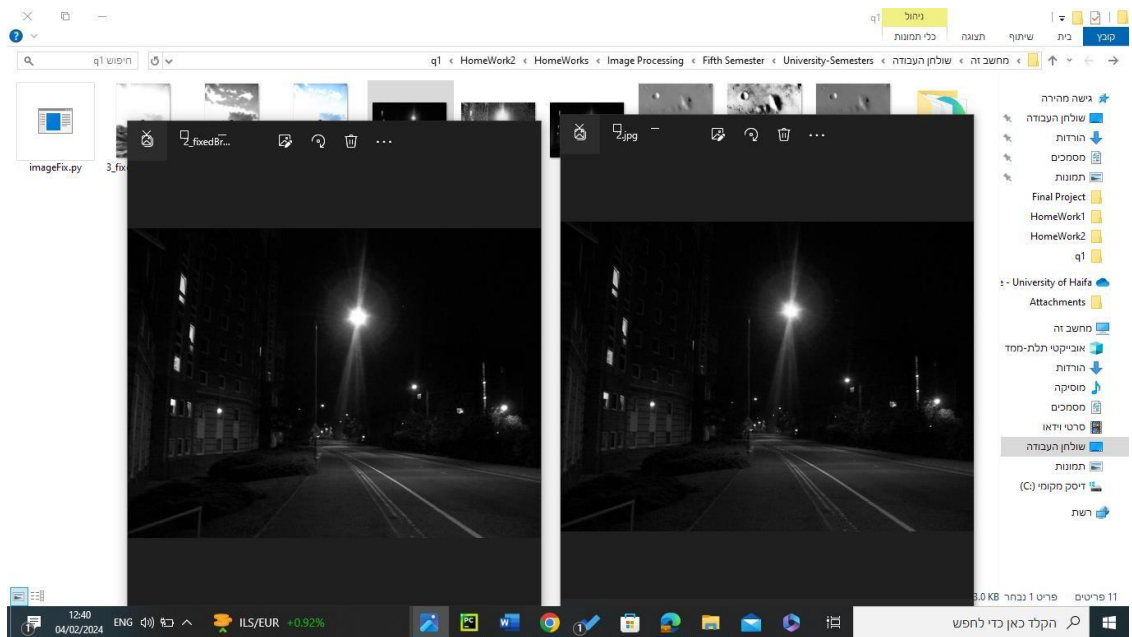 q1
ניהול
קובץ
בית
שיתוף
תצוגה
כלי תמונות
מחשב זה › שולחן העבודה › University-Semesters › Fifth Semester › Image Processing › HomeWorks › HomeWork2 › q1
חיפוש q1
imageFix.py
3_fix
2_fixedBr...
2.jpg
גישה מהירה
שולחן העבודה
הורדות
מסמכים
תמונות
Final Project
HomeWork1
HomeWork2
q1
- University of Haifa
Attachments
מחשב זה
אובייקטי תלת-ממד
הורדות
מוסיקה
מסמכים
סרטי וידאו
שולחן העבודה
תמונות
דיסק מקומי (C:)
רשת
11 פריטים
פריט 1 נבחר
3.0 KB
הקלד כאן כדי לחפש
ILS/EUR +0.92%
ENG
12:40
04/02/2024
1